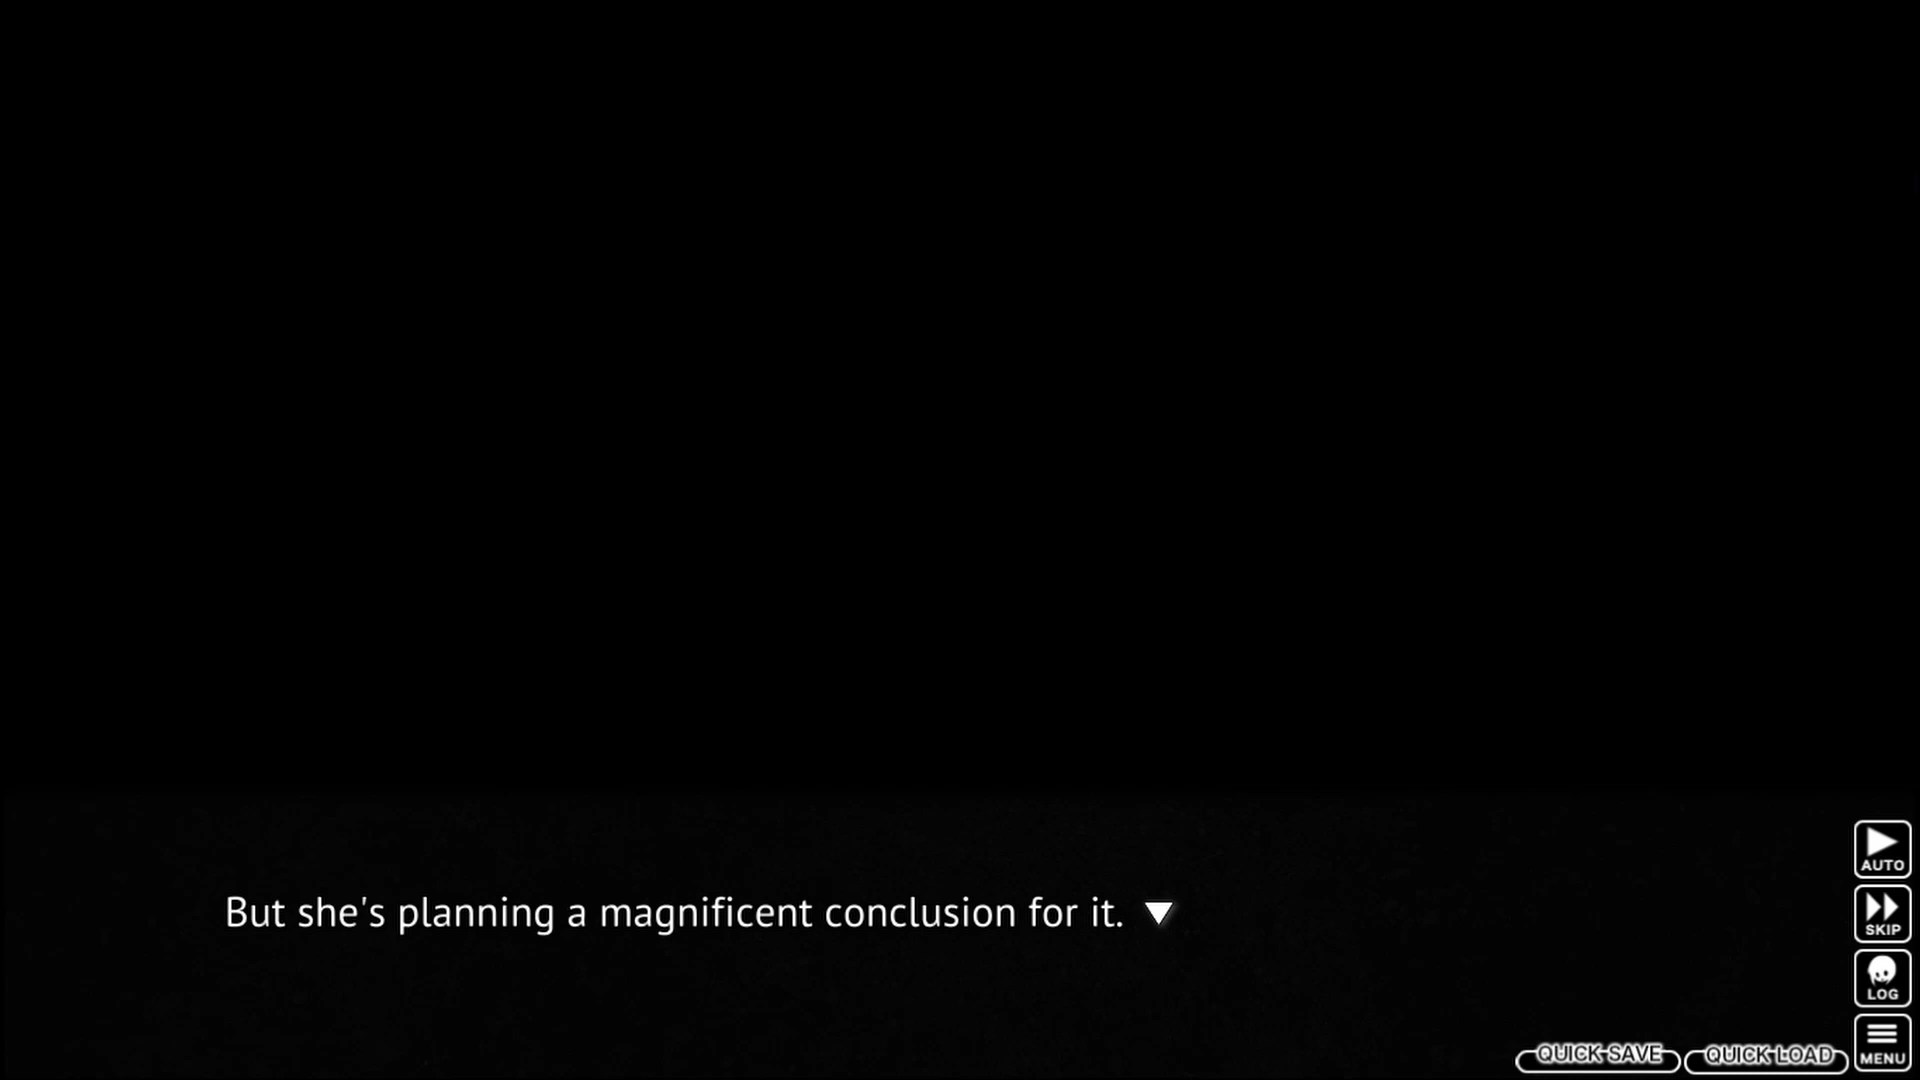 But she's planning a magnificent conclusion for it.
AUTO
SKIP
LOG
MENU
QUICK SAVE QUICK LOAD